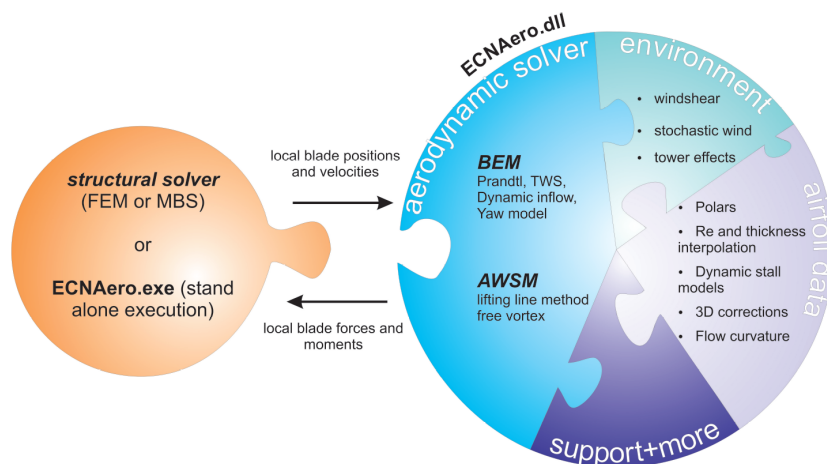 structural solver
(FEM or MBS)
or
ECNAero.exe (stand
alone execution)
local blade positions
and velocities
local blade forces and
moments
ECNAero.dll
aerodynamic solver
BEM
Prandtl, TWS,
Dynamic inflow,
Yaw model
AWSM
lifting line method
free vortex
environment
• windshear
• stochastic wind
• tower effects
airfoil data
• Polars
• Re and thickness
interpolation
• Dynamic stall
models
• 3D corrections
• Flow curvature
support+more